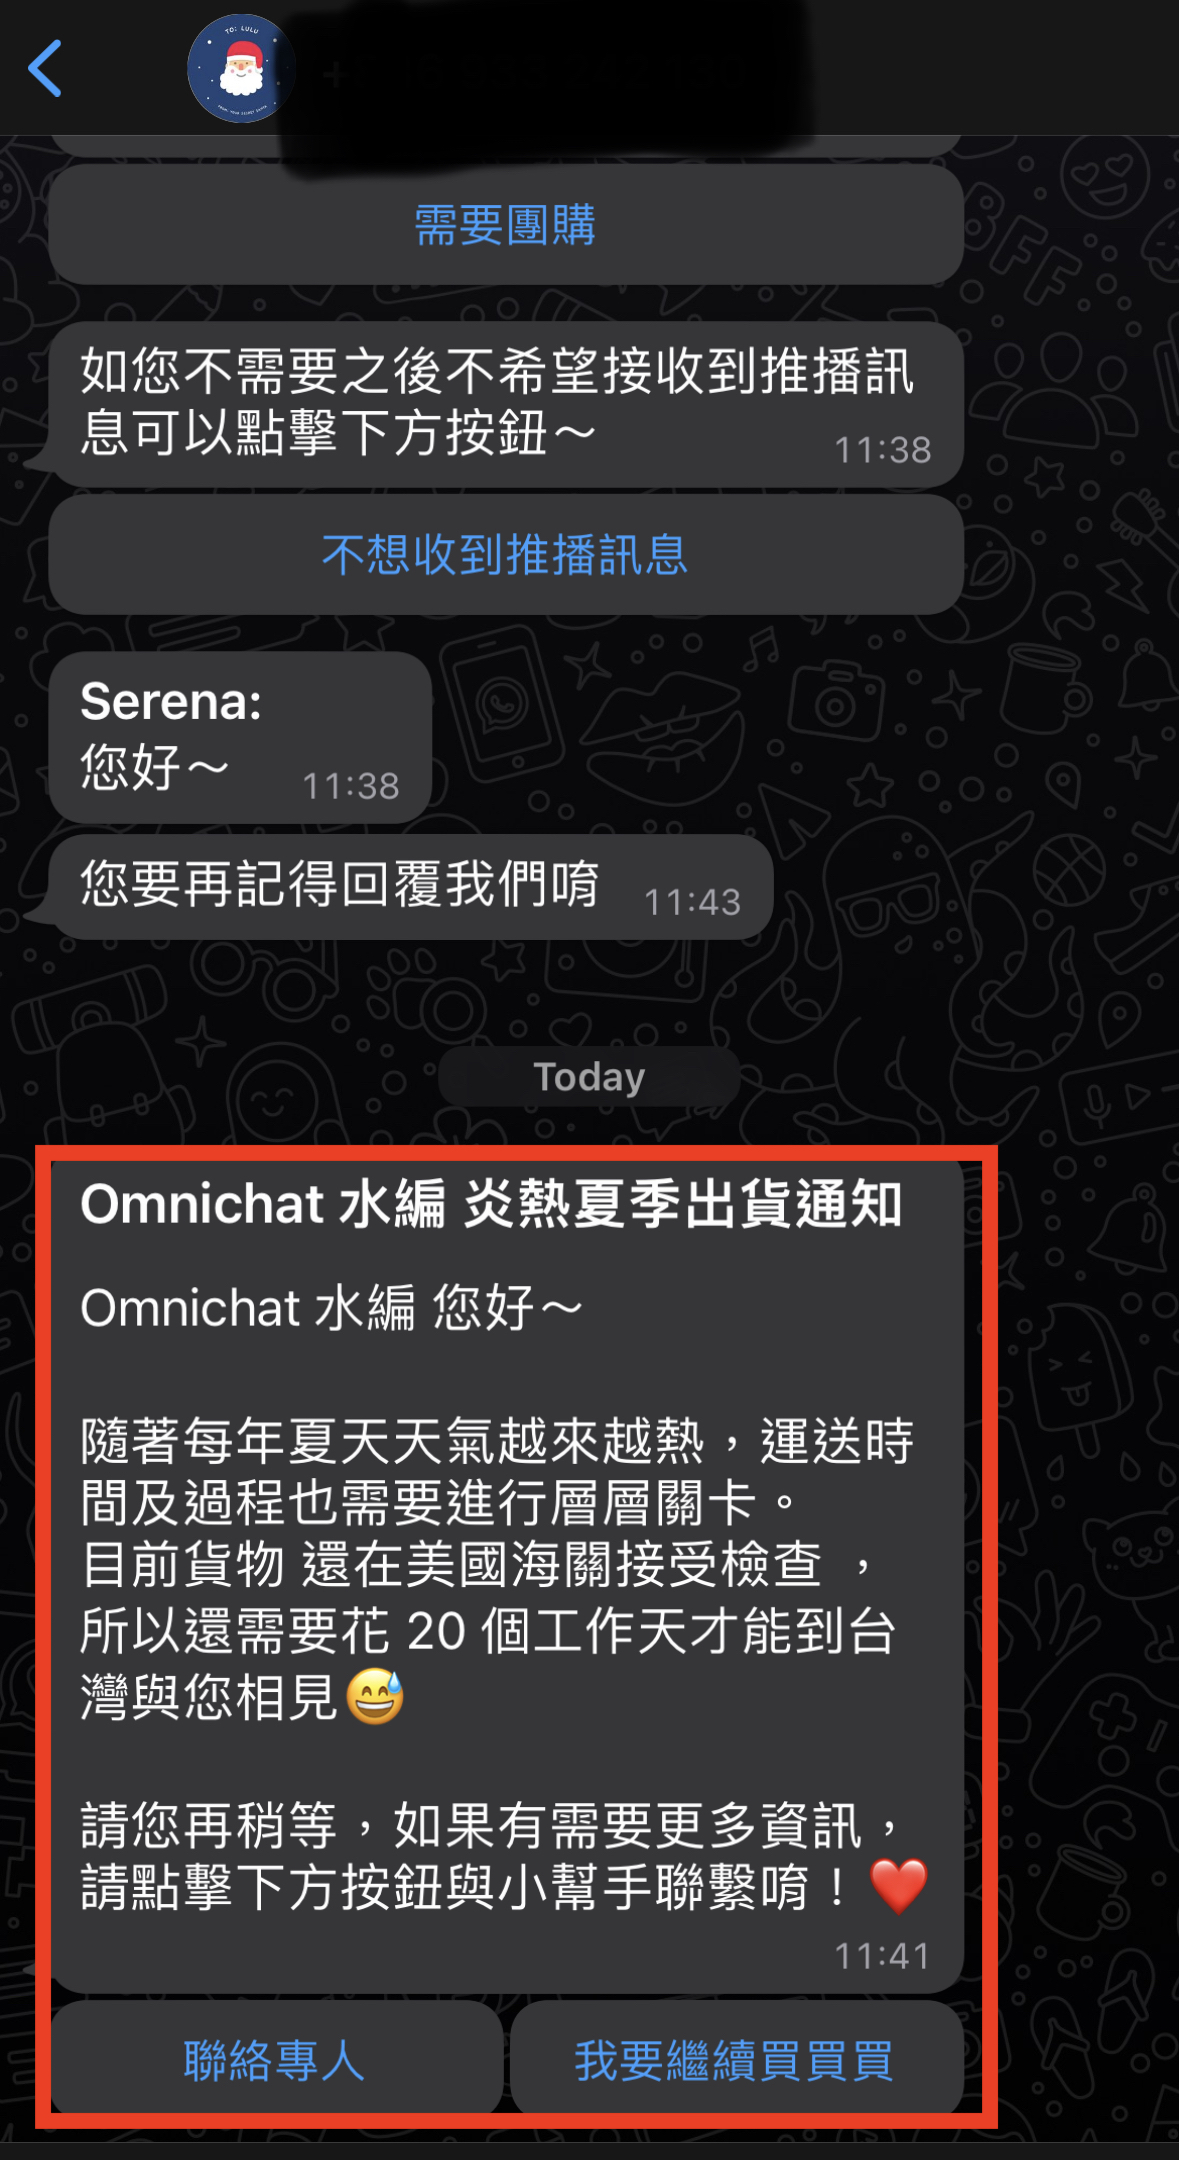 TO: LULU
需要團購
如您不需要之後不希望接收到推播訊
息可以點擊下方按鈕～
11:38
不想收到推播訊息
Serena:
您好～
11:38
您要再記得回覆我們唷
11:43
Today
Omnichat 水編 炎熱夏季出貨通知
Omnichat 水編 您好～
隨著每年夏天天氣越來越熱，運送時
間及過程也需要進行層層關卡。
目前貨物 還在美國海關接受檢查 ，
所以還需要花 20 個工作天才能到台
灣與您相見😅
請您再稍等，如果有需要更多資訊，
請點擊下方按鈕與小幫手聯繫唷！❤️
11:41
聯絡專人
我要繼續買買買